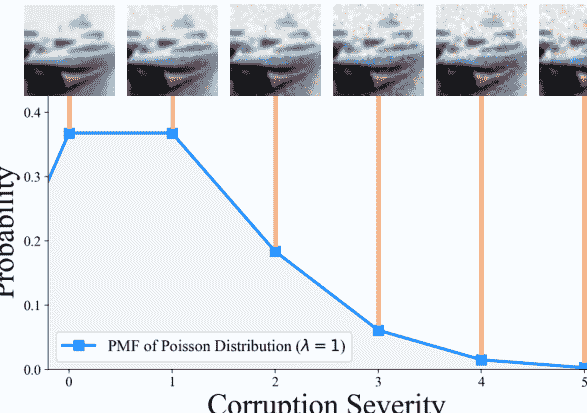 0.4
0.3
0.2
0.1
0.0
Probability
PMF of Poisson Distribution (λ = 1)
0 1 2 3 4 5
Corruption Severity